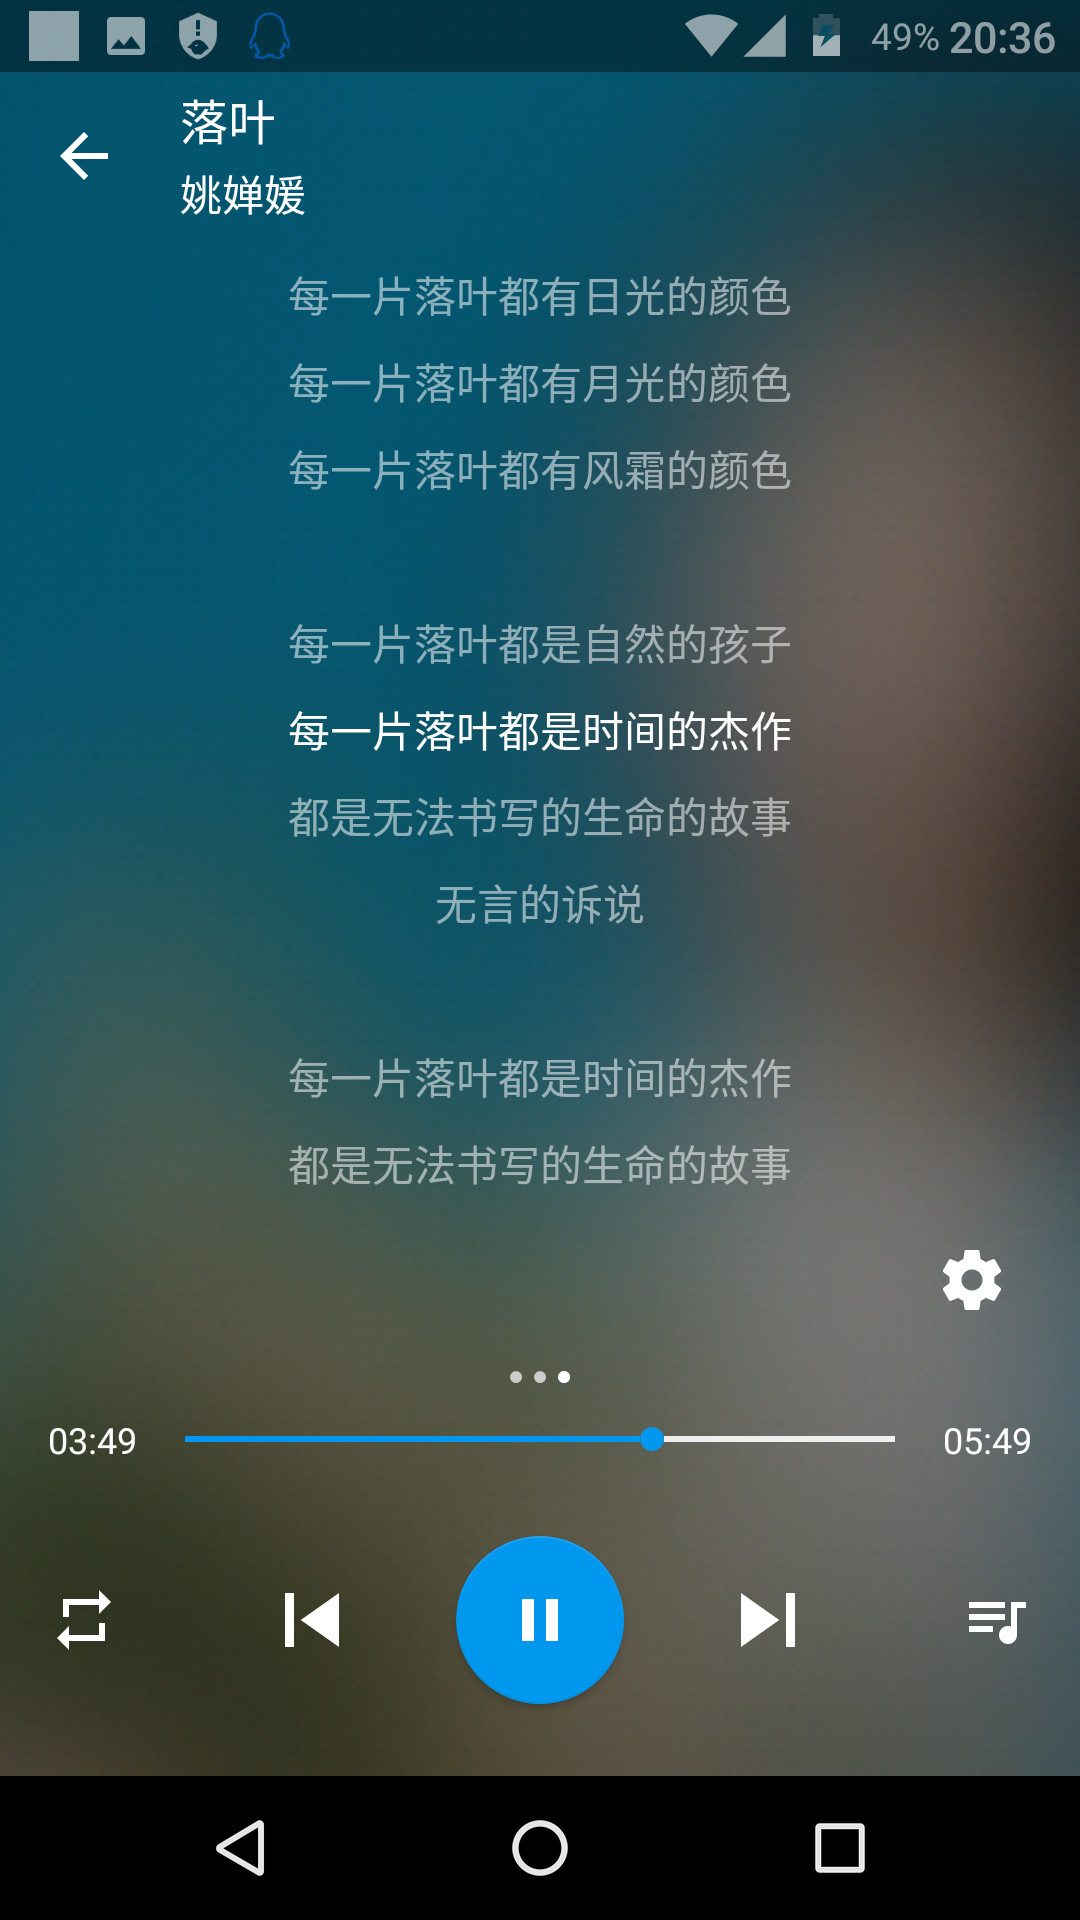 49% 20:36
落叶
姚婵媛
每一片落叶都有日光的颜色
每一片落叶都有月光的颜色
每一片落叶都有风霜的颜色
每一片落叶都是自然的孩子
每一片落叶都是时间的杰作
都是无法书写的生命的故事
无言的诉说
每一片落叶都是时间的杰作
都是无法书写的生命的故事
03:49 05:49